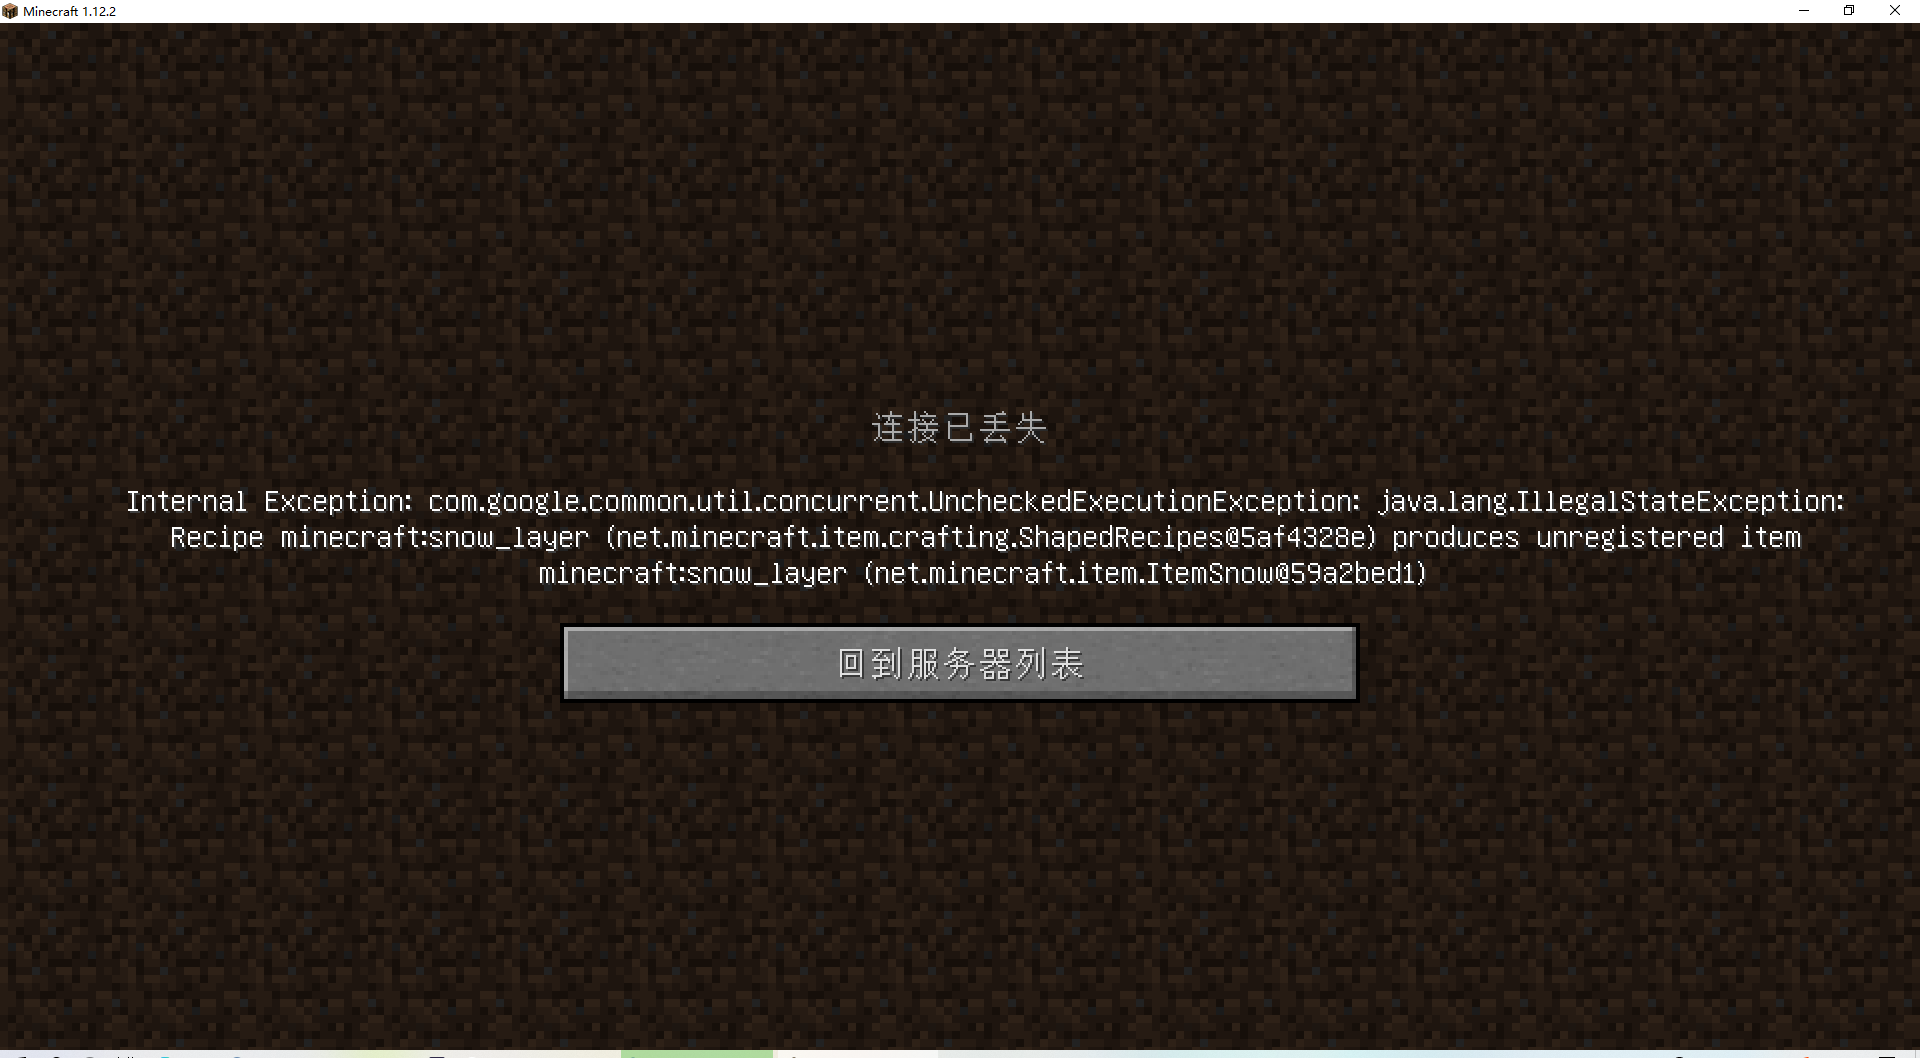 Minecraft 1.12.2
连接已丢失
Internal Exception: com.google.common.util.concurrent.UncheckedExecutionException: java.lang.IllegalStateException:
Recipe minecraft:snow_layer (net.minecraft.item.crafting.ShapedRecipes@5af4328e) produces unregistered item
minecraft:snow_layer (net.minecraft.item.ItemSnow@59a2bed1)
回到服务器列表